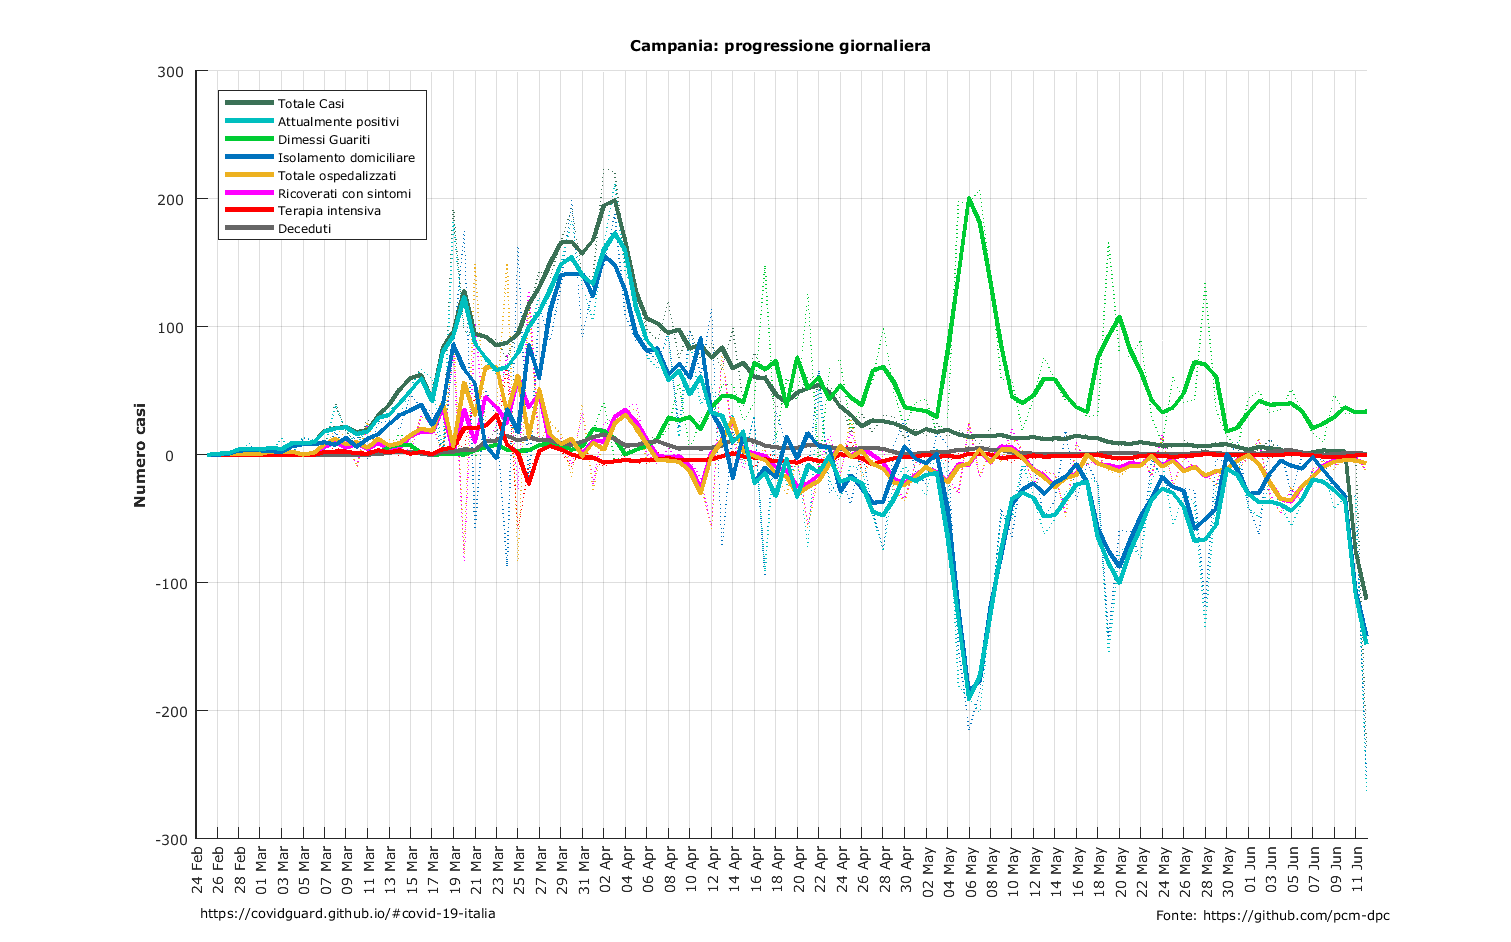 Campania: progressione giornaliera
300
200
100
0
-100
-200
-300
Numero casi
Totale Casi
Attualmente positivi
Dimessi Guariti
Isolamento domiciliare
Totale ospedalizzati
Ricoverati con sintomi
Terapia intensiva
Deceduti
24 Feb
26 Feb
28 Feb
01 Mar
03 Mar
05 Mar
07 Mar
09 Mar
11 Mar
13 Mar
15 Mar
17 Mar
19 Mar
21 Mar
23 Mar
25 Mar
27 Mar
29 Mar
31 Mar
02 Apr
04 Apr
06 Apr
08 Apr
10 Apr
12 Apr
14 Apr
16 Apr
18 Apr
20 Apr
22 Apr
24 Apr
26 Apr
28 Apr
30 Apr
02 May
04 May
06 May
08 May
10 May
12 May
14 May
16 May
18 May
20 May
22 May
24 May
26 May
28 May
30 May
01 Jun
03 Jun
05 Jun
07 Jun
09 Jun
11 Jun
https://covidguard.github.io/#covid-19-italia
Fonte: https://github.com/pcm-dpc